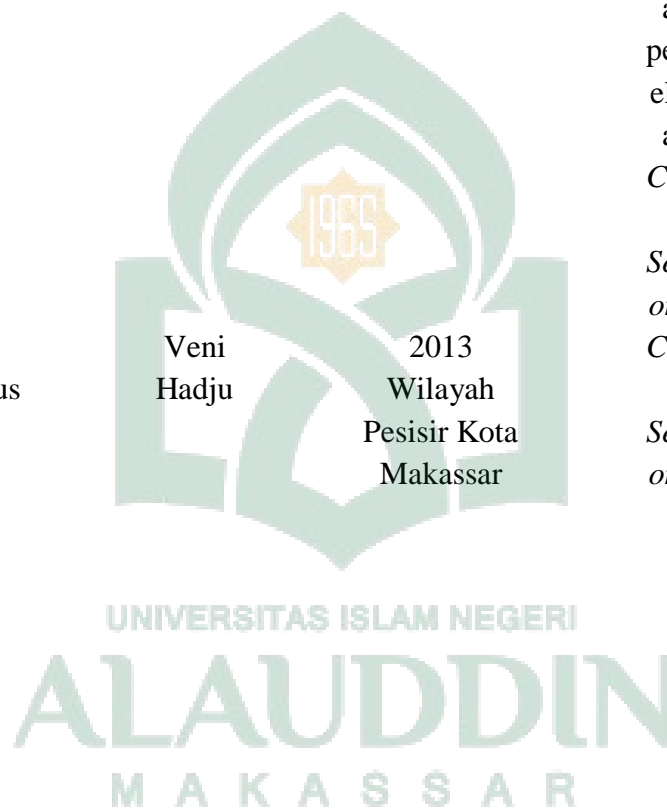 1965
Veni
Hadju
2013
Wilayah
Pesisir Kota
Makassar
UNIVERSITAS ISLAM NEGERI
ALAUDDIN
MAKASSAR